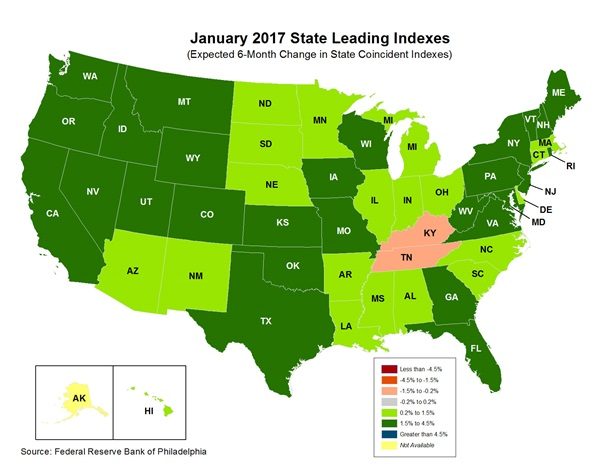 January 2017 State Leading Indexes
(Expected 6-Month Change in State Coincident Indexes)
WA
MT
ND
MN
MI
ME
VT
NH
OR
ID
SD
WI
MI
NY
MA
CT
RI
WY
IA
NE
PA
NJ
NV
UT
CO
IL
IN
OH
DE
MD
CA
KS
MO
KY
WV
VA
AZ
NM
OK
AR
TN
NC
SC
TX
LA
MS
AL
GA
FL
AK
HI
Less than -4.5%
-4.5% to -1.5%
-1.5% to -0.2%
-0.2% to 0.2%
0.2% to 1.5%
1.5% to 4.5%
Greater than 4.5%
Not Available
Source: Federal Reserve Bank of Philadelphia